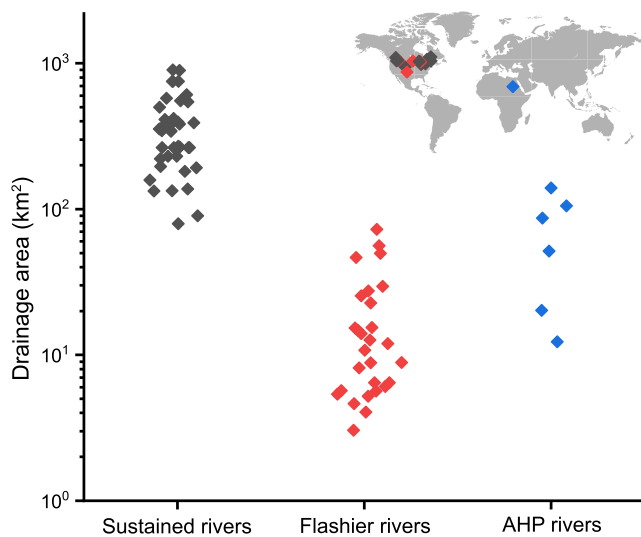 10³
10²
10¹
10⁰
Drainage area (km²)
Sustained rivers
Flashier rivers
AHP rivers